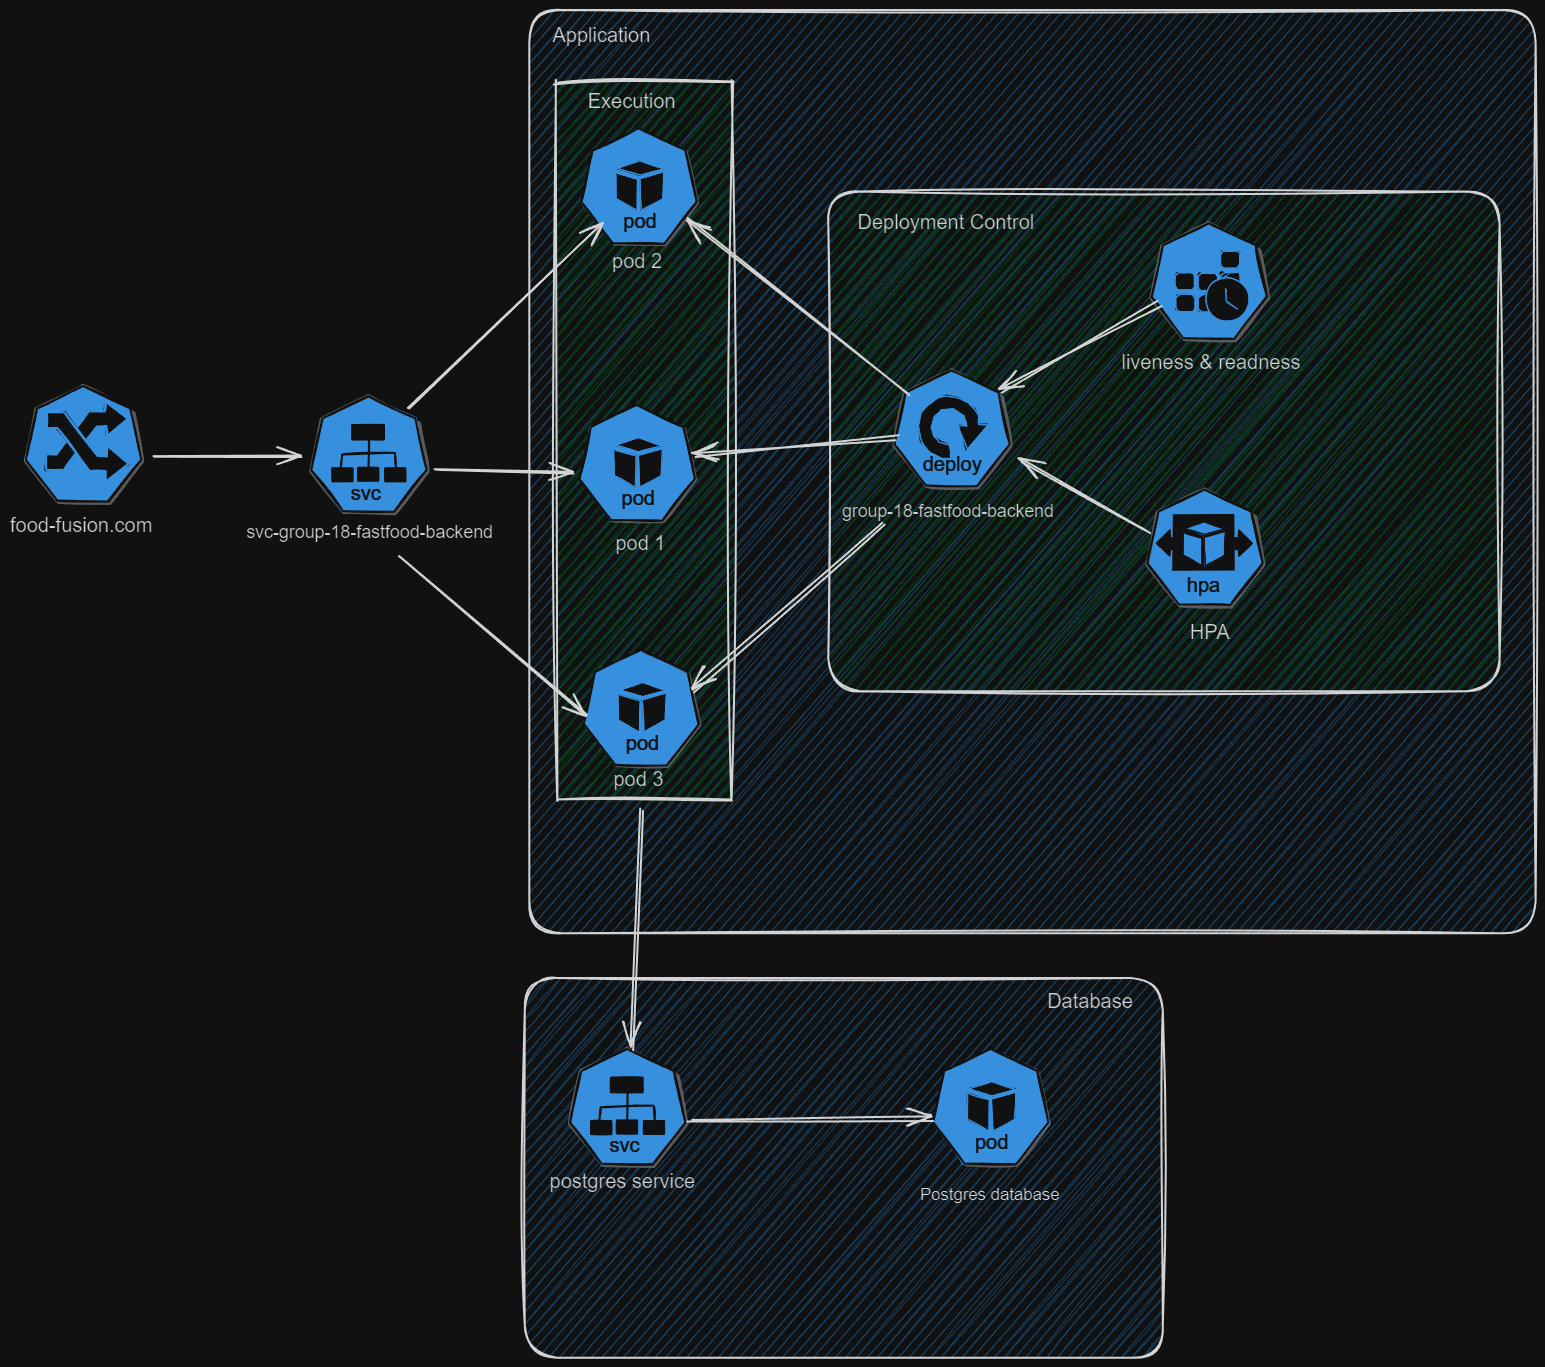 Application
Execution
pod
pod 2
Deployment Control
liveness & readness
food-fusion.com
svc
svc-group-18-fastfood-backend
pod
pod 1
deploy
group-18-fastfood-backend
hpa
HPA
pod
pod 3
Database
svc
postgres service
pod
Postgres database